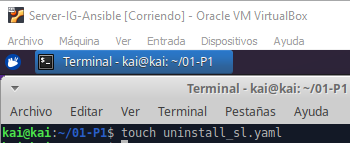 Server-IG-Ansible [Corriendo] - Oracle VM VirtualBox
Archivo Máquina Ver Entrada Dispositivos Ayuda
Terminal - kai@kai: ~/01-P1
Terminal - kai@kai: ~/01-P1
Archivo Editar Ver Terminal Pestañas Ayuda
kai@kai:~/01-P1$ touch uninstall_sl.yaml